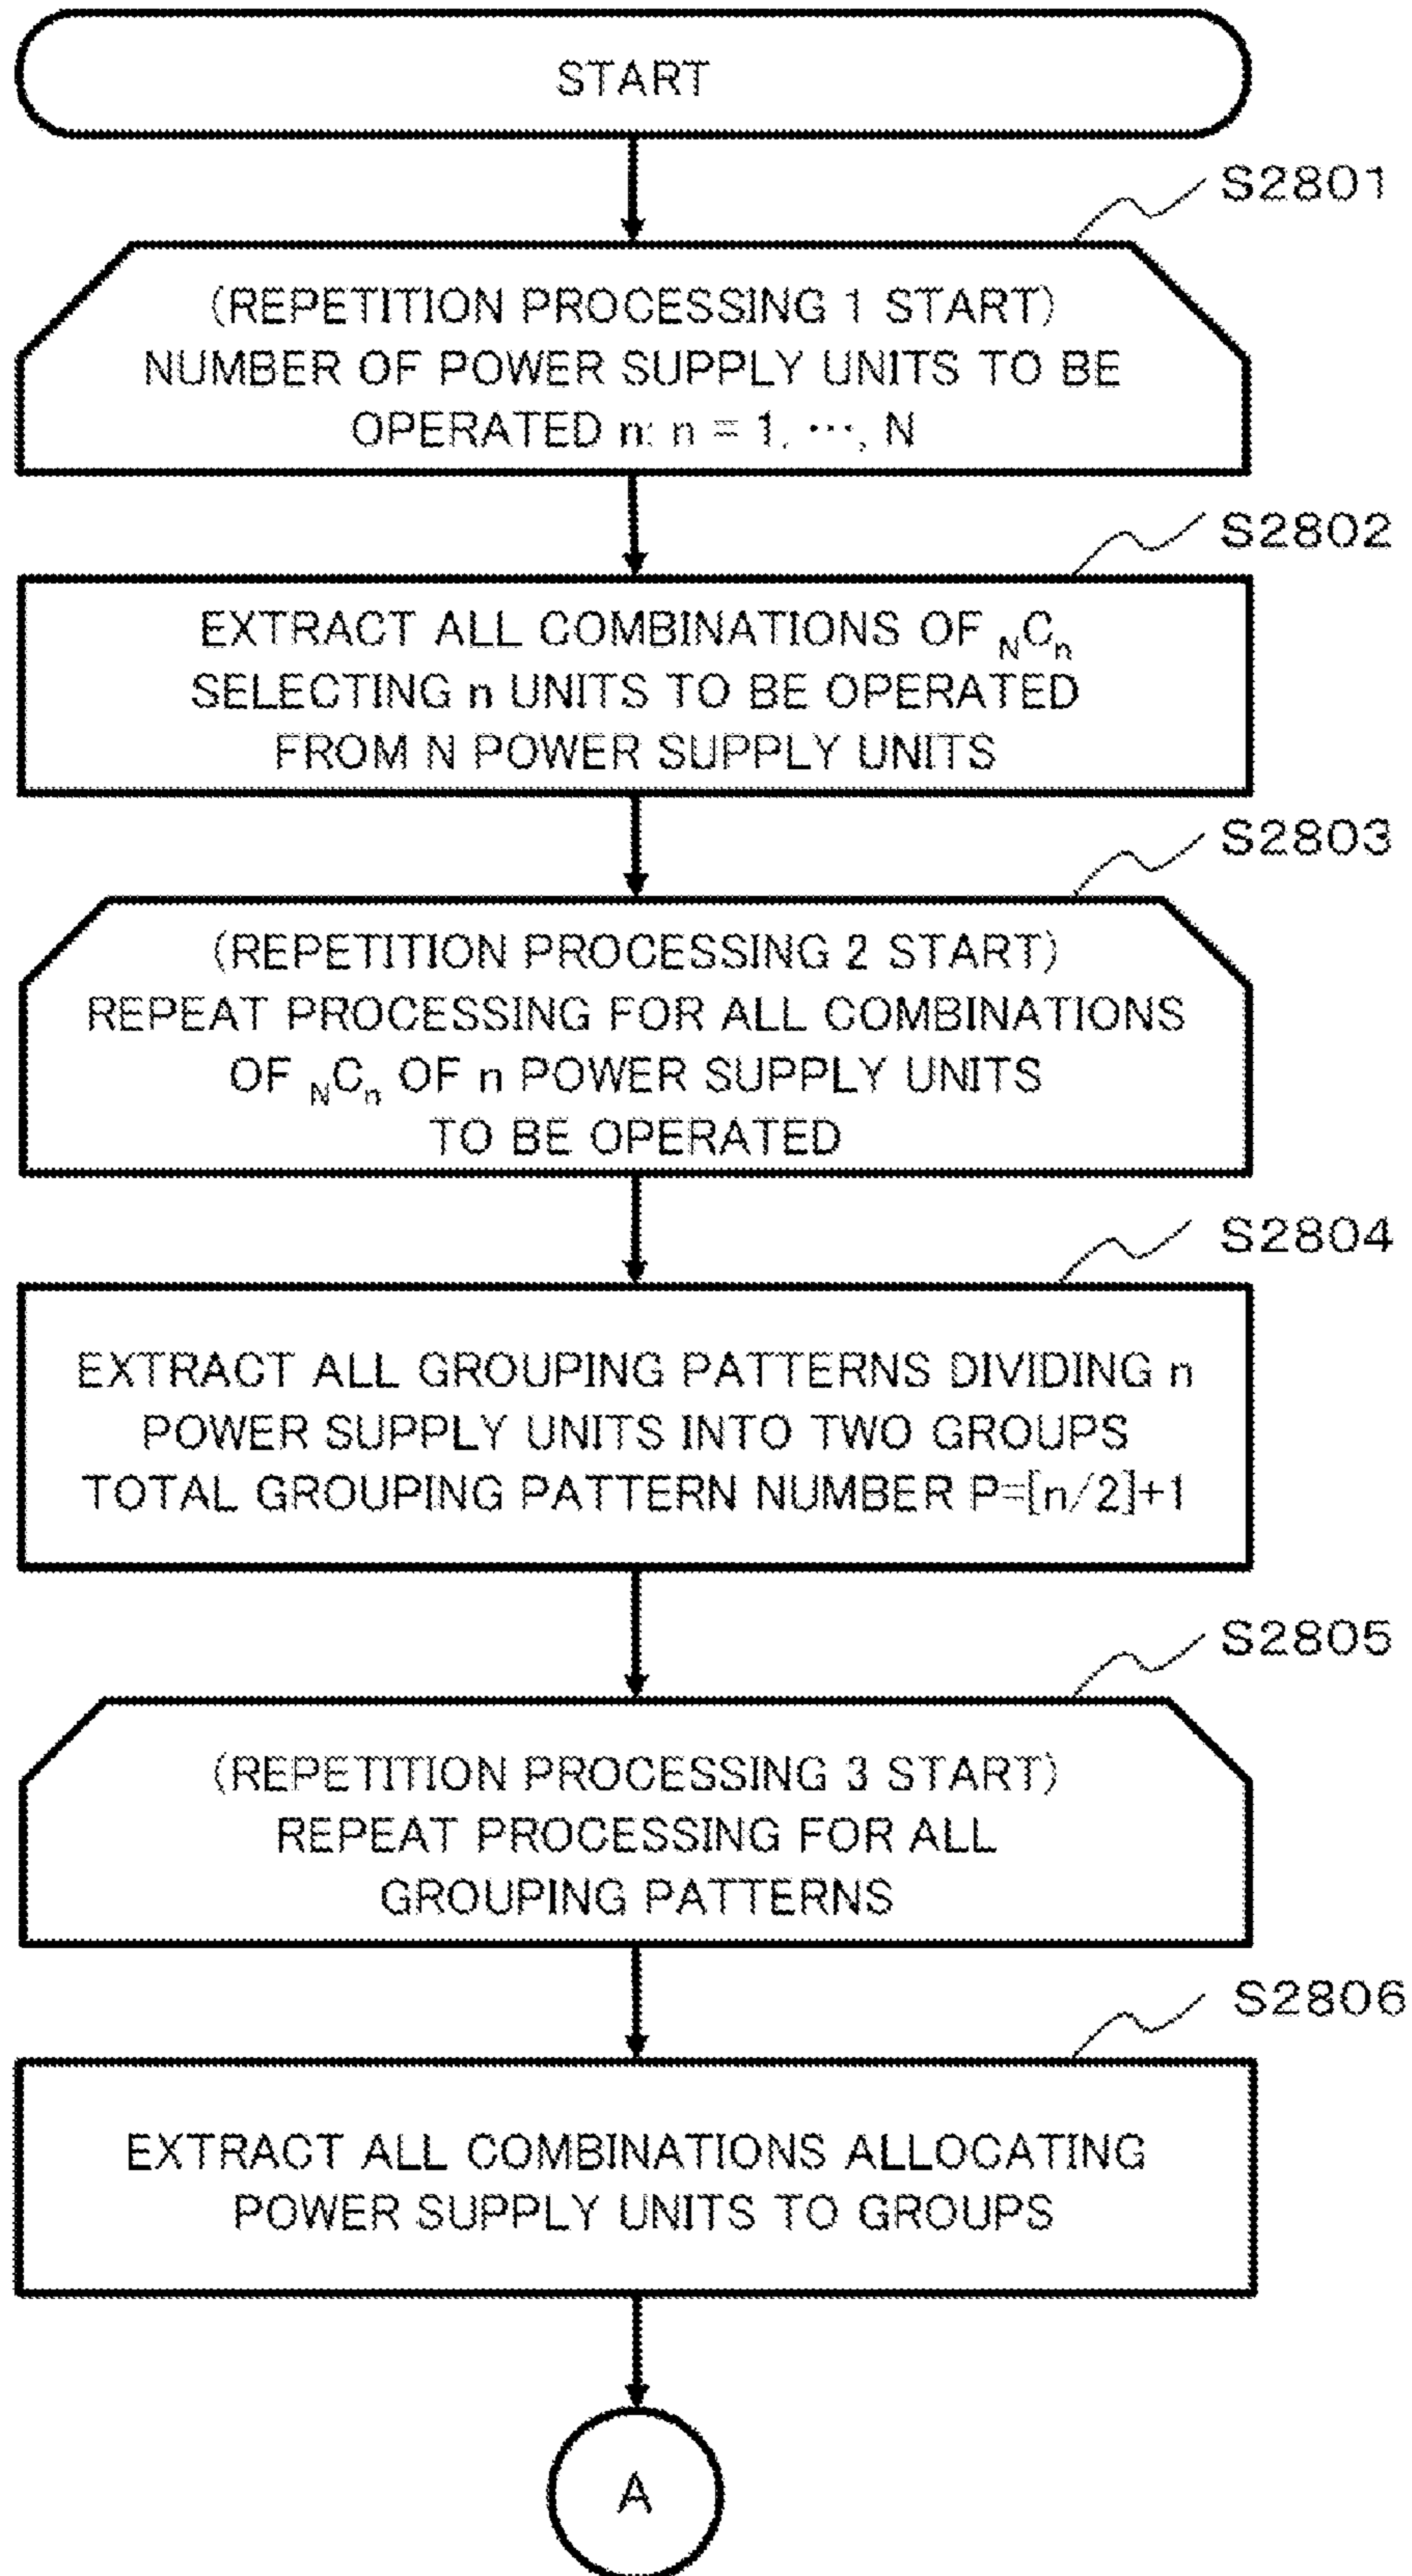 START
S2801
(REPETITION PROCESSING 1 START)
NUMBER OF POWER SUPPLY UNITS TO BE
OPERATED n: n = 1, ⋯, N
S2802
EXTRACT ALL COMBINATIONS OF NCn
SELECTING n UNITS TO BE OPERATED
FROM N POWER SUPPLY UNITS
S2803
(REPETITION PROCESSING 2 START)
REPEAT PROCESSING FOR ALL COMBINATIONS
OF NCn OF n POWER SUPPLY UNITS
TO BE OPERATED
S2804
EXTRACT ALL GROUPING PATTERNS DIVIDING n
POWER SUPPLY UNITS INTO TWO GROUPS
TOTAL GROUPING PATTERN NUMBER P=[n/2]+1
S2805
(REPETITION PROCESSING 3 START)
REPEAT PROCESSING FOR ALL
GROUPING PATTERNS
S2806
EXTRACT ALL COMBINATIONS ALLOCATING
POWER SUPPLY UNITS TO GROUPS
A